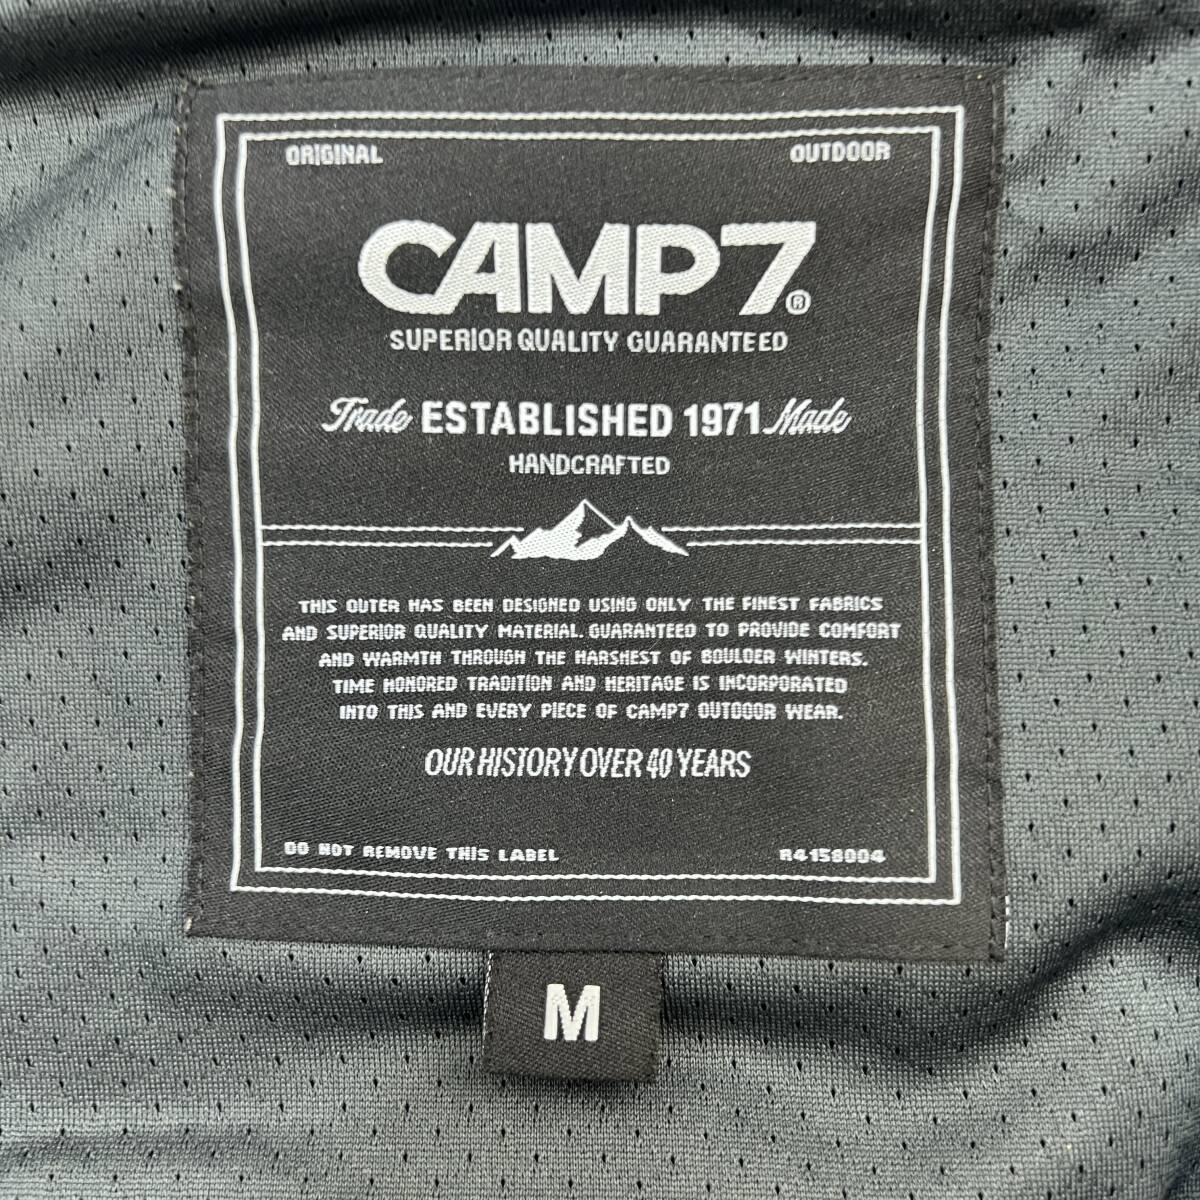 ORIGINAL OUTDOOR
CAMP7®
SUPERIOR QUALITY GUARANTEED
Trade ESTABLISHED 1971 Made
HANDCRAFTED
THIS OUTER HAS BEEN DESIGNED USING ONLY THE FINEST FABRICS
AND SUPERIOR QUALITY MATERIAL. GUARANTEED TO PROVIDE COMFORT
AND WARMTH THROUGH THE HARSHEST OF BOULDER WINTERS.
TIME HONORED TRADITION AND HERITAGE IS INCORPORATED
INTO THIS AND EVERY PIECE OF CAMP7 OUTDOOR WEAR.
OUR HISTORY OVER 40 YEARS
DO NOT REMOVE THIS LABEL R4158004
M